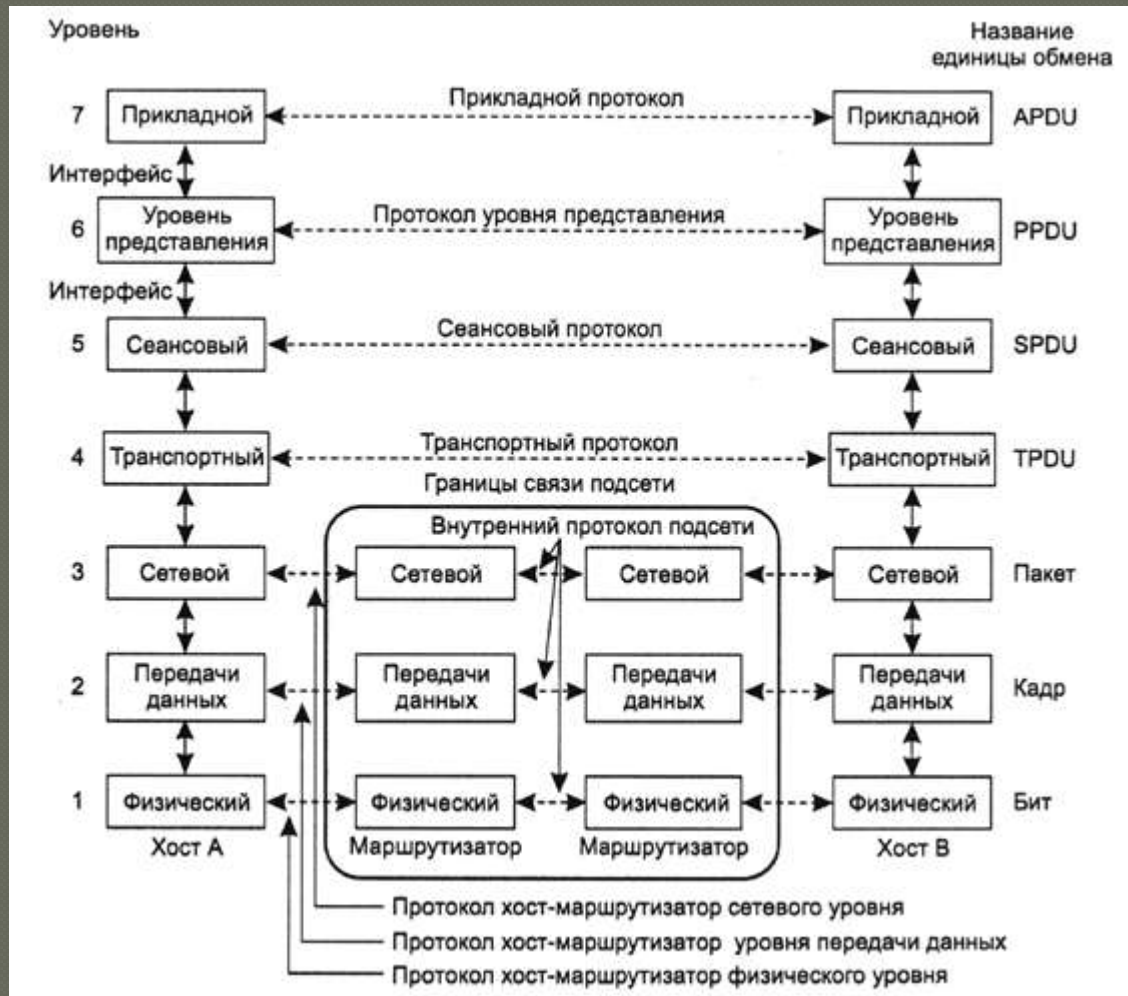 Уровень
Название
единицы обмена
7
Прикладной
Прикладной протокол
Прикладной
APDU
Интерфейс
6
Уровень
представления
Протокол уровня представления
Уровень
представления
PPDU
Интерфейс
5
Сеансовый
Сеансовый протокол
Сеансовый
SPDU
4
Транспортный
Транспортный протокол
Транспортный
TPDU
Границы связи подсети
Внутренний протокол подсети
3
Сетевой
Сетевой
Сетевой
Сетевой
Пакет
2
Передачи
данных
Передачи
данных
Передачи
данных
Передачи
данных
Кадр
1
Физический
Физический
Физический
Физический
Бит
Хост А
Маршрутизатор
Маршрутизатор
Хост В
Протокол хост-маршрутизатор сетевого уровня
Протокол хост-маршрутизатор уровня передачи данных
Протокол хост-маршрутизатор физического уровня